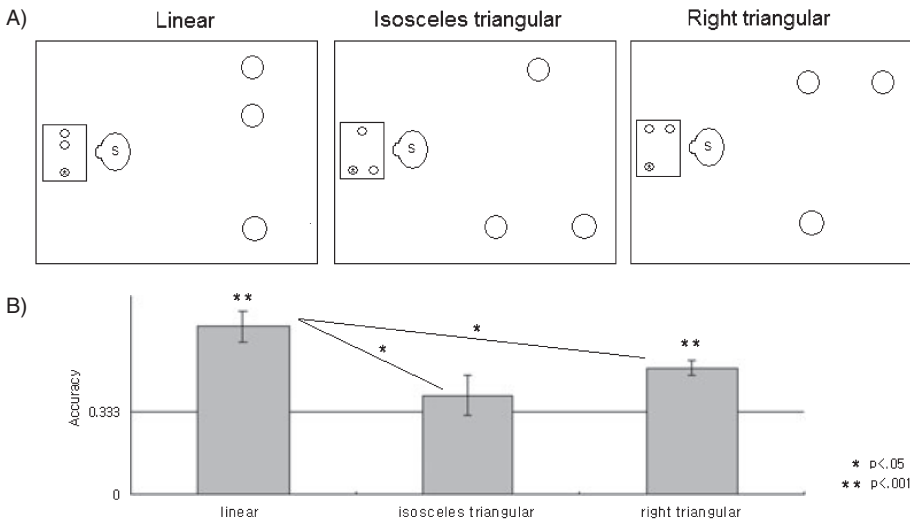 A)
Linear
Isosceles triangular
Right triangular
S
S
S
B)
**
*
*
**
Accuracy
0.333
0
linear
isosceles triangular
right triangular
* p<.05
** p<.001